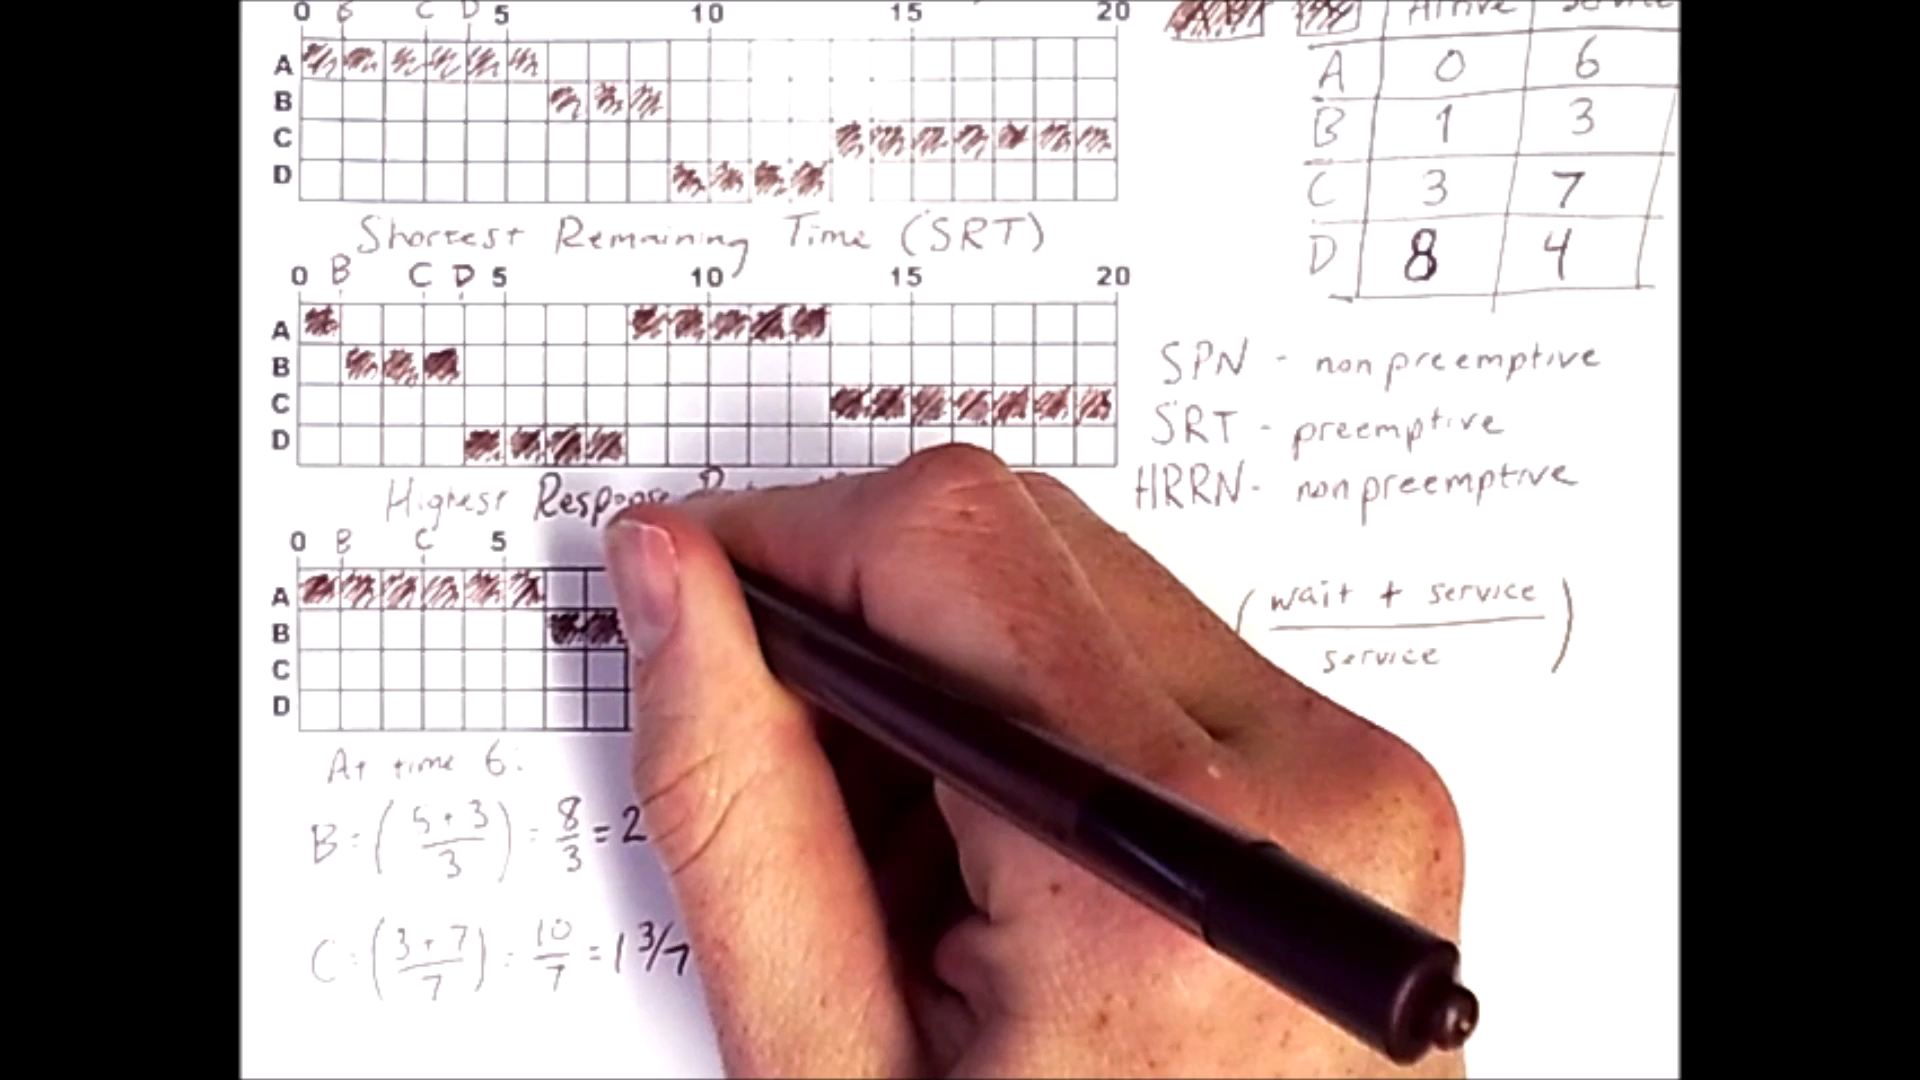 0 B C D 5 10 15 20
A
B
C
D
Shortest Remaining Time (SRT)
0 B C D 5 10 15 20
A
B
C
D
Highest Response
0 B C 5
A
B
C
D
At time 6:
B = (5+3/3) = 8/3 = 2
C = (3+7/7) = 10/7 = 1 3/7
Arrive Service
A 0 6
B 1 3
C 3 7
D 8 4
SPN - nonpreemptive
SRT - preemptive
HRRN - nonpreemptive
(wait + service
service)